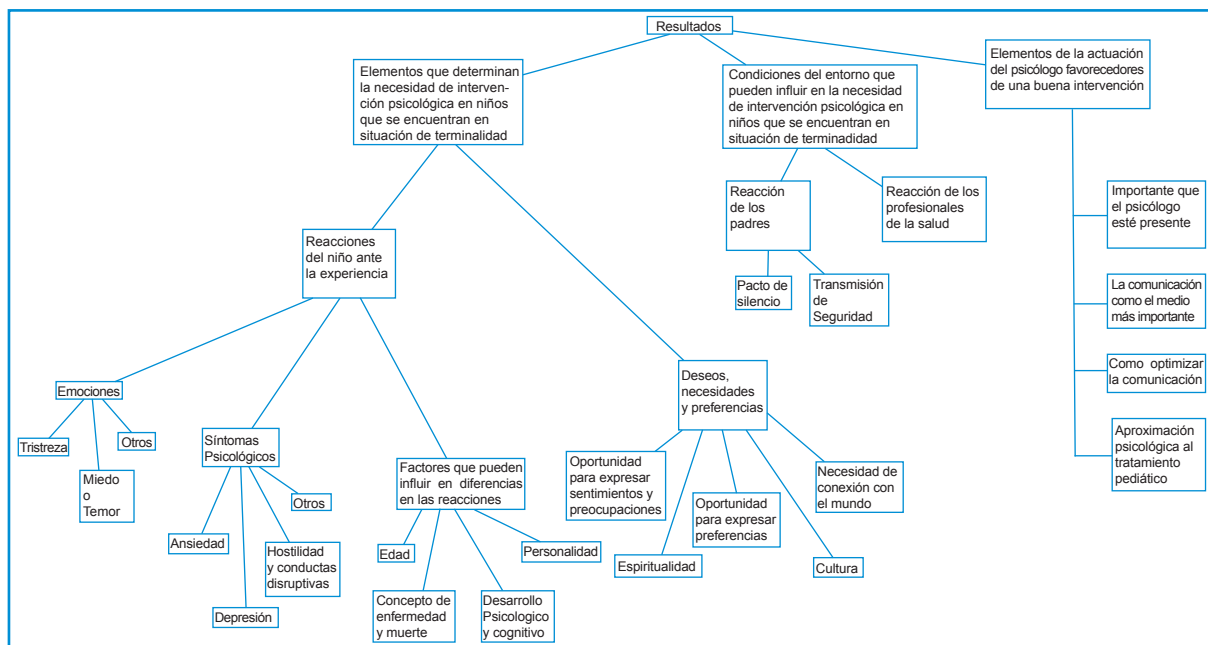 Resultados
Elementos que determinan
la necesidad de interven-
ción psicológica en niños
que se encuentran en
situación de terminalidad
Condiciones del entorno que
pueden influir en la necesidad
de intervención psicológica en
niños que se encuentran en
situación de terminadidad
Elementos de la actuación
del psicólogo favorecedores
de una buena intervención
Reacciones
del niño ante
la experiencia
Reacción
de los
padres
Reacción de los
profesionales
de la salud
Pacto de
silencio
Transmisión
de
Seguridad
Importante que
el psicólogo
esté presente
La comunicación
como el medio
más importante
Como optimizar
la comunicación
Aproximación
psicológica al
tratamiento
pediático
Emociones
Tristreza
Miedo
o
Temor
Otros
Síntomas
Psicológicos
Ansiedad
Depresión
Hostilidad
y conductas
disruptivas
Otros
Factores que pueden
influir en diferencias
en las reacciones
Edad
Concepto de
enfermedad
y muerte
Desarrollo
Psicologico
y cognitivo
Personalidad
Deseos,
necesidades
y preferencias
Oportunidad
para expresar
sentimientos y
preocupaciones
Espiritualidad
Oportunidad
para expresar
preferencias
Cultura
Necesidad de
conexión con
el mundo